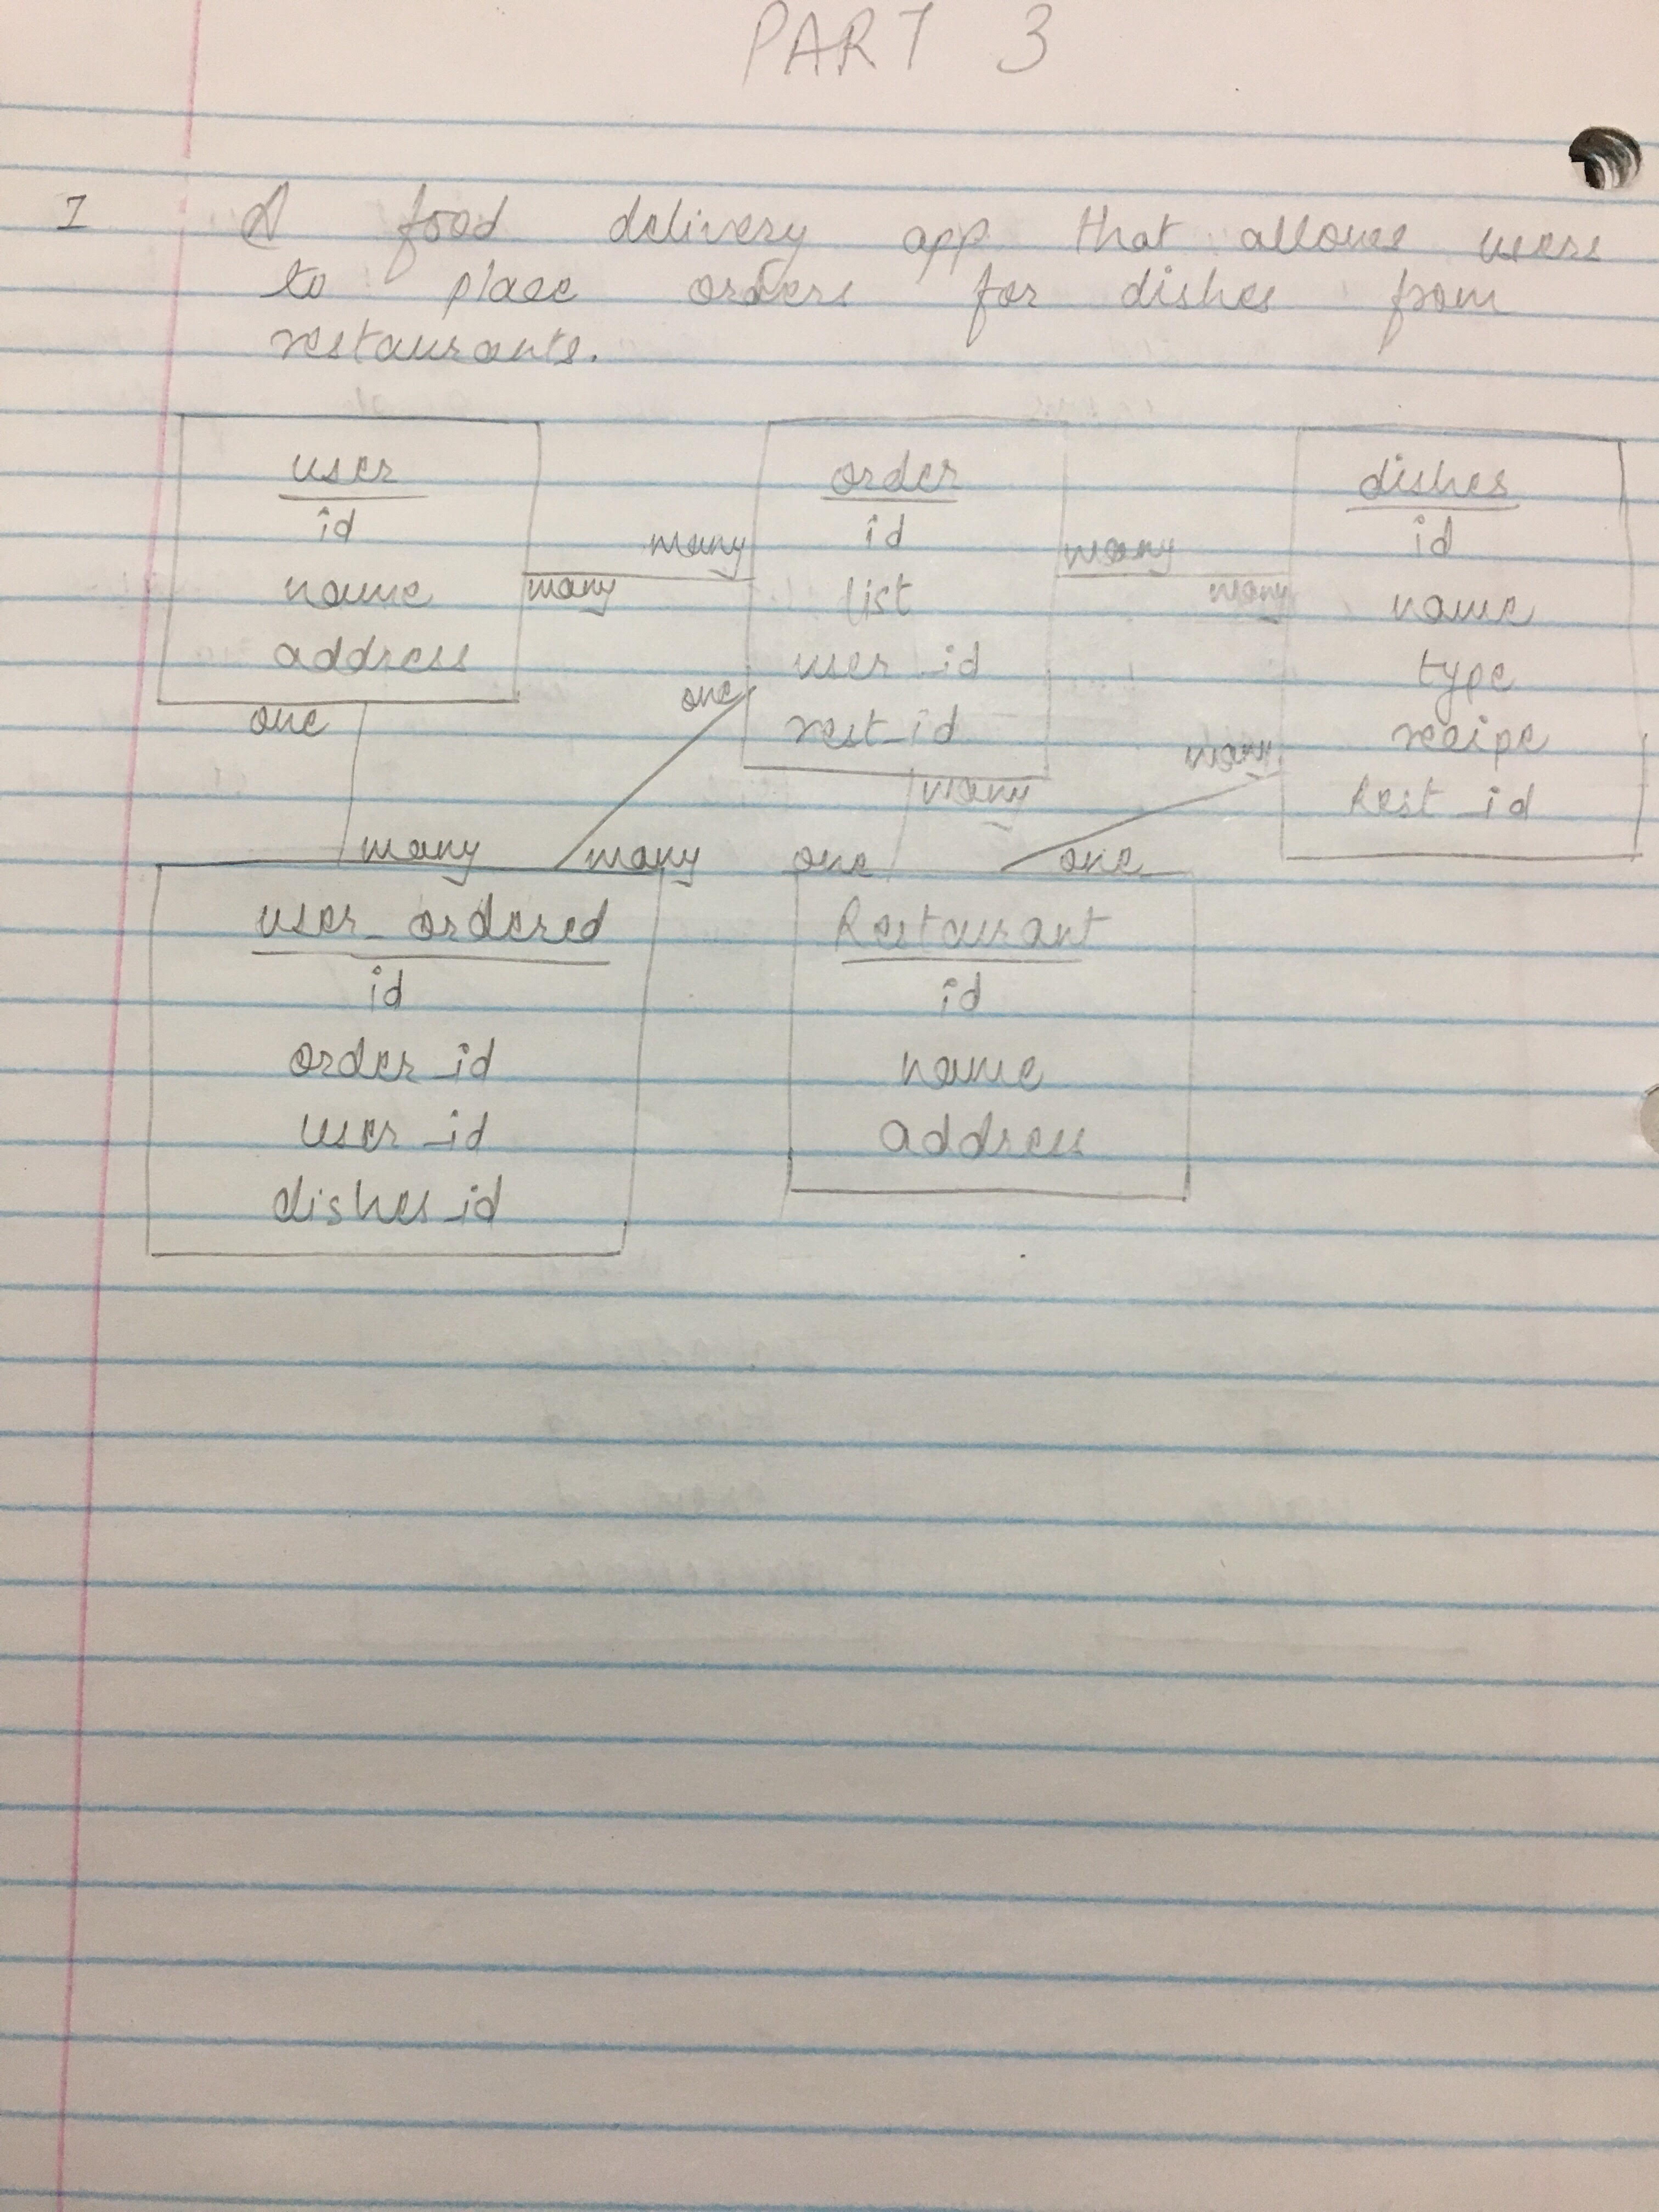 PART 3
1 A food delivery app that allows users
to place orders for dishes from
restaurants.
user
id
name
address
many
many
order
id
list
user_id
rest_id
many
many
dishes
id
name
type
recipe
Rest_id
one
many
one
many
many
one
many
one
user_ordered
id
order_id
user_id
dishes_id
Restaurant
id
name
address